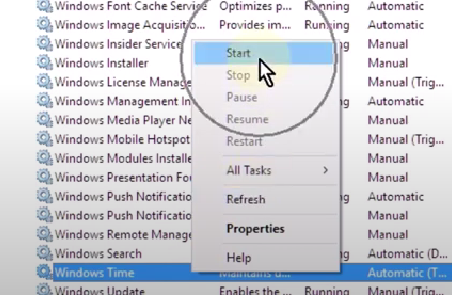 Windows Font Cache Service Optimizes p... Running Automatic
Windows Image Acquisitio... Provides im... Running Automatic
Windows Insider Service Manual
Start
Windows Installer Manual
Stop
Windows License Manage Manual (Trig...
Pause
Windows Management In Automatic
Windows Media Player Ne Resume Manual
Windows Mobile Hotspot Restart Manual (Trig...
Windows Modules Installe Manual
All Tasks
Windows Presentation Fo Manual
Windows Push Notificatio Refresh Automatic
Windows Push Notificatio Manual
Properties
Windows Remote Manage Manual
Windows Search Help Automatic (D...
Windows Time Maintains d... Automatic (T...
Windows Update Enables the ... Running Manual (Trig...